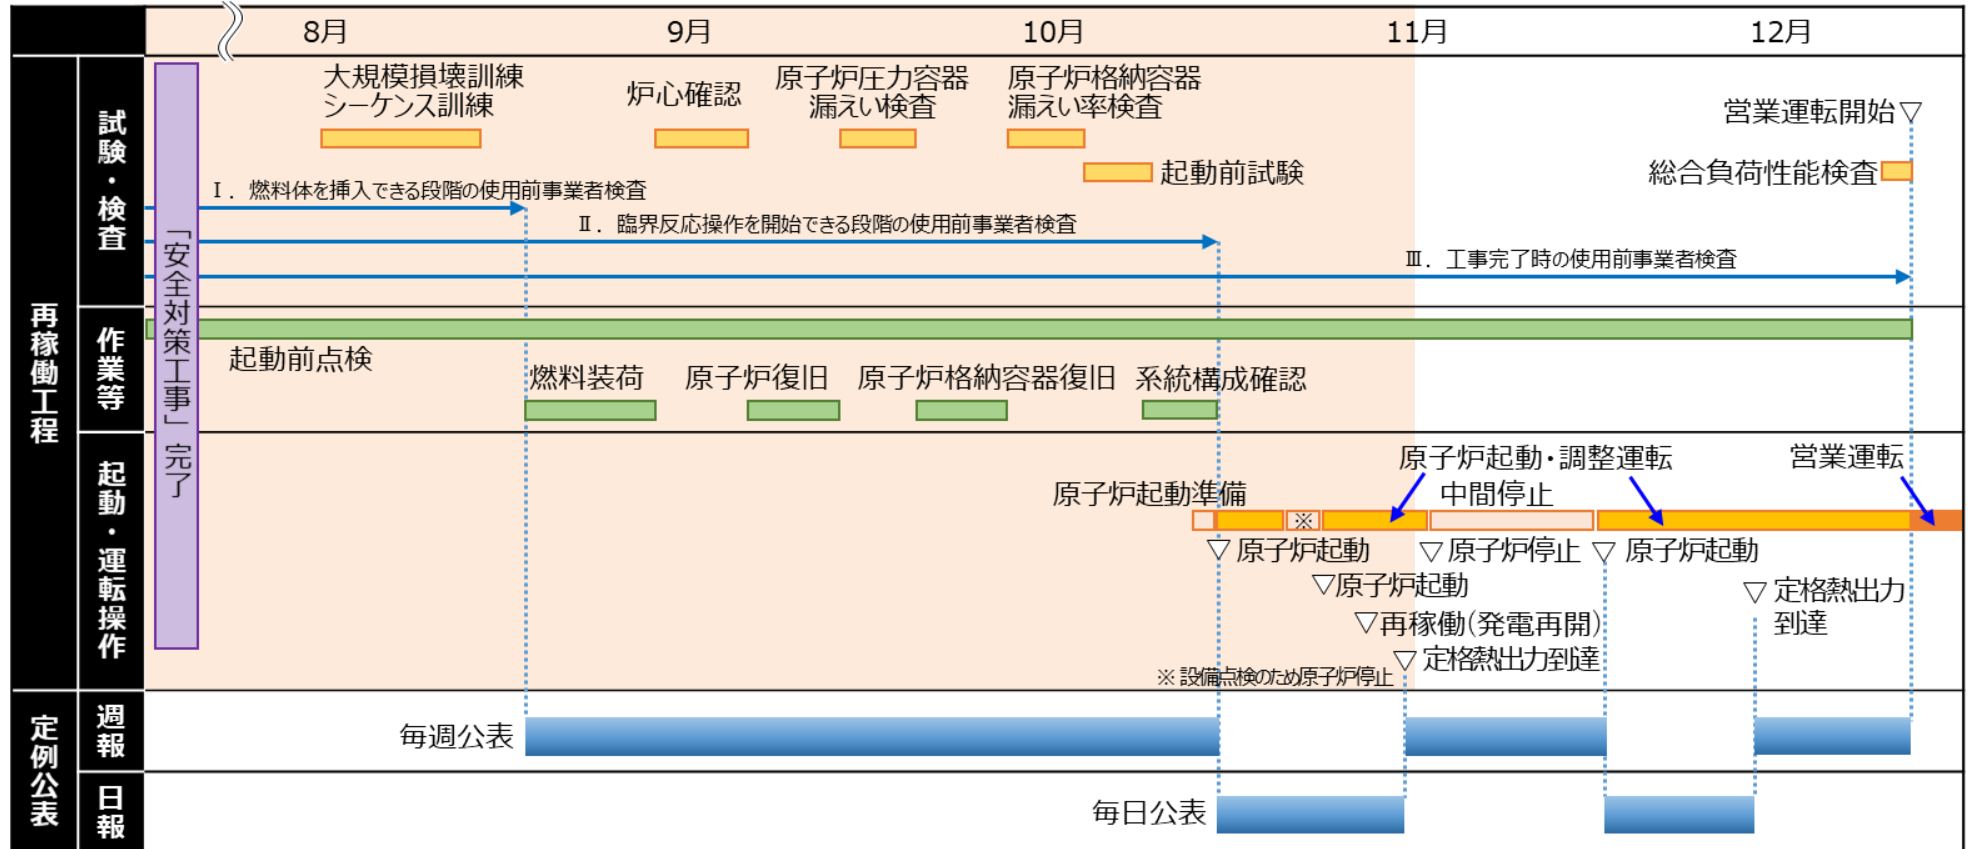 8月
9月
10月
11月
12月
再稼働工程
試験・検査
「安全対策工事」完了
大規模損壊訓練
シーケンス訓練
炉心確認
原子炉圧力容器
漏えい検査
原子炉格納容器
漏えい率検査
営業運転開始▽
起動前試験
総合負荷性能検査
Ⅰ．燃料体を挿入できる段階の使用前事業者検査
Ⅱ．臨界反応操作を開始できる段階の使用前事業者検査
Ⅲ．工事完了時の使用前事業者検査
作業等
起動前点検
燃料装荷
原子炉復旧
原子炉格納容器復旧
系統構成確認
起動・運転操作
原子炉起動・調整運転
営業運転
原子炉起動準備
中間停止
※
▽原子炉起動
▽原子炉停止
▽原子炉起動
▽原子炉起動
▽定格熱出力
到達
▽再稼働(発電再開)
▽定格熱出力到達
※設備点検のため原子炉停止
定例公表
週報
毎週公表
日報
毎日公表